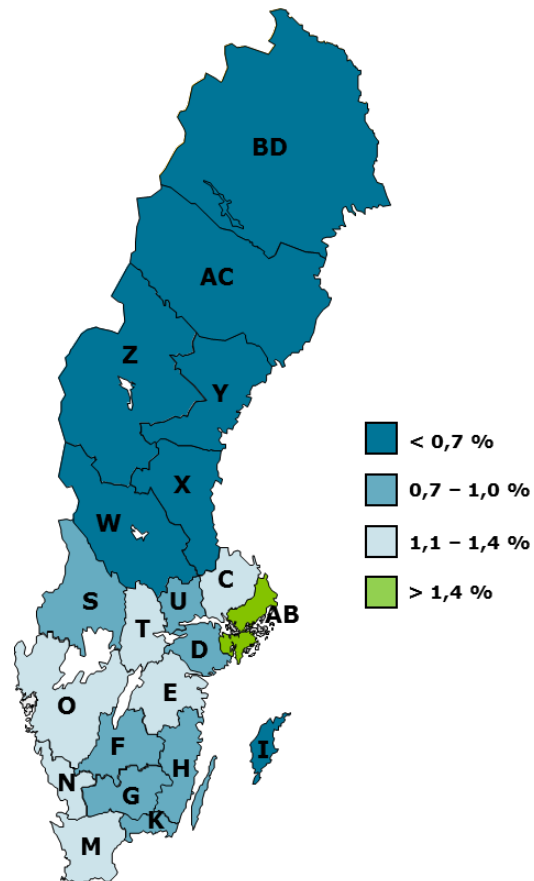 BD
AC
Z
Y
X
W
< 0,7 %
0,7 – 1,0 %
1,1 – 1,4 %
> 1,4 %
C
S
U
AB
T
D
E
O
F
I
H
N
G
K
M